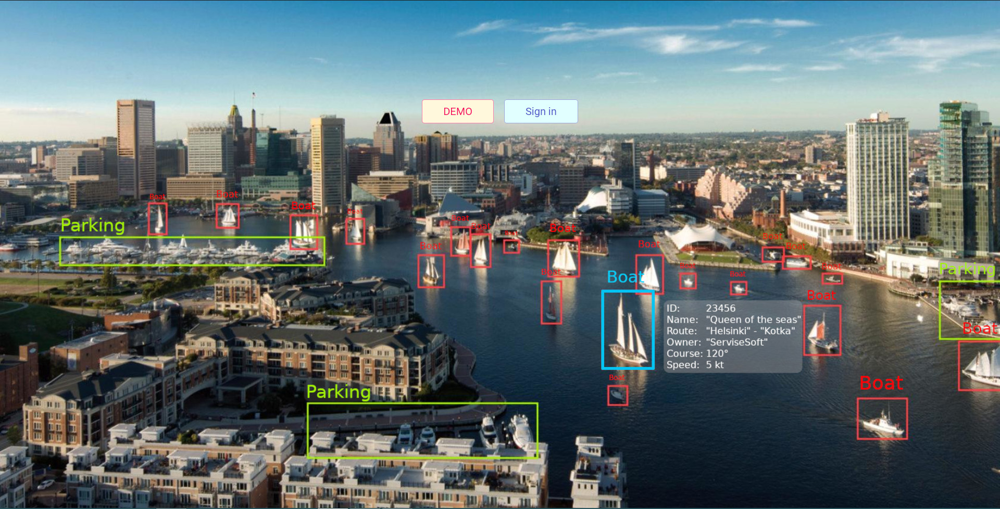 DEMO
Sign in
Boat
Boat
Boat
Boat
Parking
Boat
Boat
Boat
Boat
Boat
Boat
Boat
Boat
Boat
Boat
Boat
Boat
Parking
Boat
Boat
Boat
ID: 23456
Name: "Queen of the seas"
Route: "Helsinki" - "Kotka"
Owner: "ServiseSoft"
Course: 120°
Speed: 5 kt
Boat
Boat
Boat
Parking